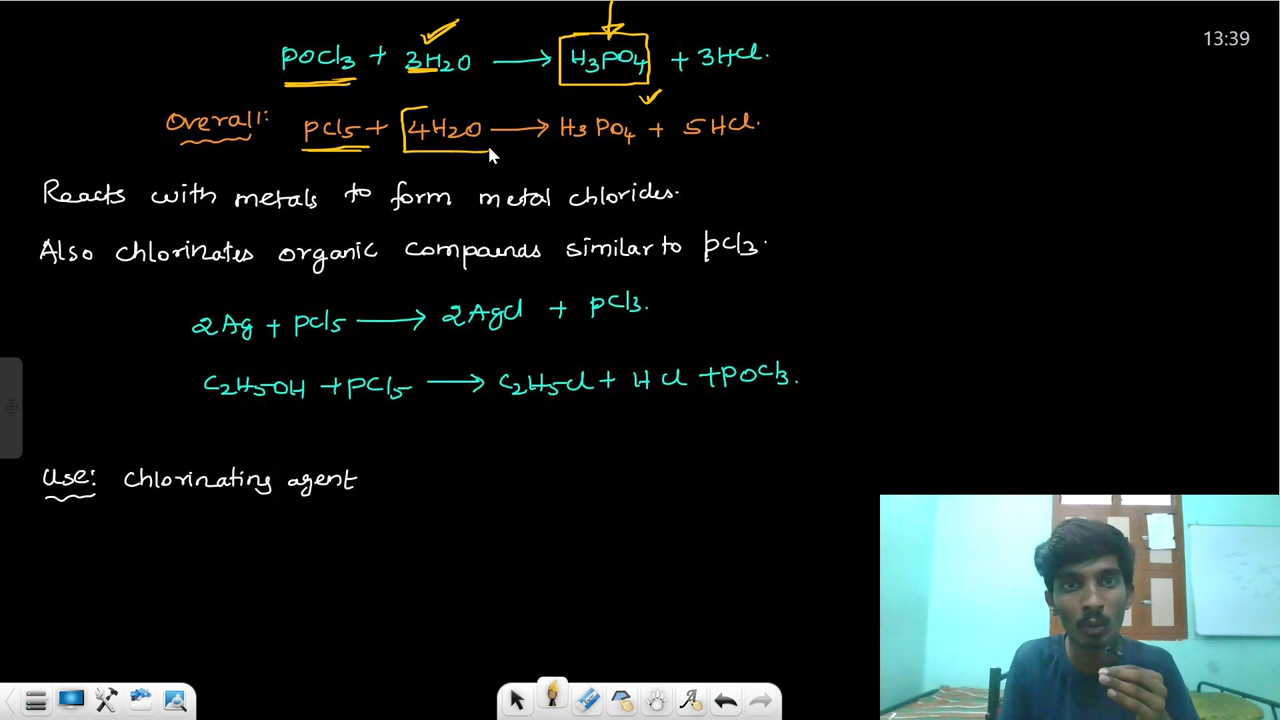 13:39
POCl3 + 3H2O ⟶ H3PO4 + 3HCl.
Overall: PCl5 + 4H2O ⟶ H3PO4 + 5HCl.
Reacts with metals to form metal chlorides.
Also chlorinates organic compounds similar to PCl3.
2Ag + PCl5 ⟶ 2AgCl + PCl3.
C2H5OH + PCl5 ⟶ C2H5Cl + HCl + POCl3.
Use: Chlorinating agent